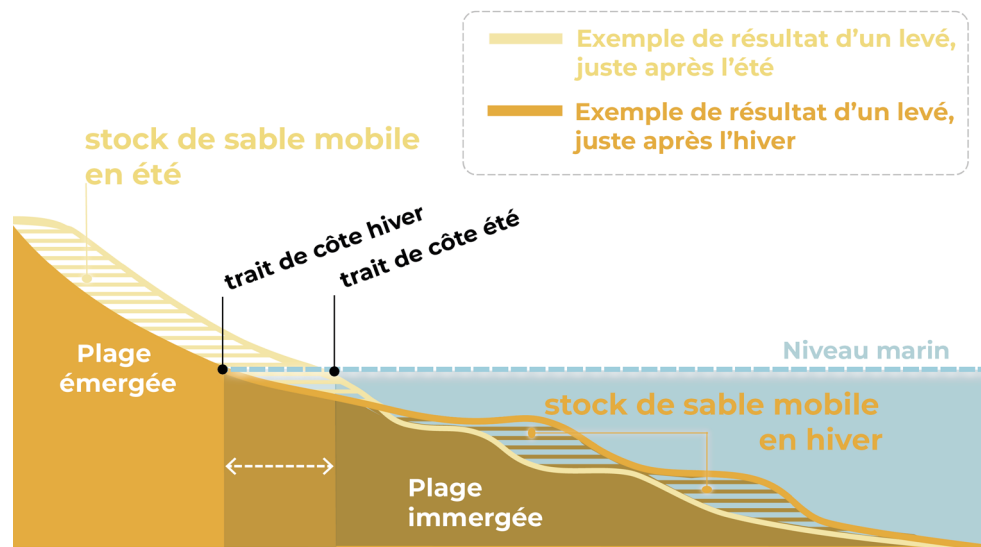 Exemple de résultat d’un levé,
juste après l’été
Exemple de résultat d’un levé,
juste après l’hiver
stock de sable mobile
en été
trait de côte hiver
trait de côte été
Plage
émergée
Niveau marin
stock de sable mobile
en hiver
Plage
immergée